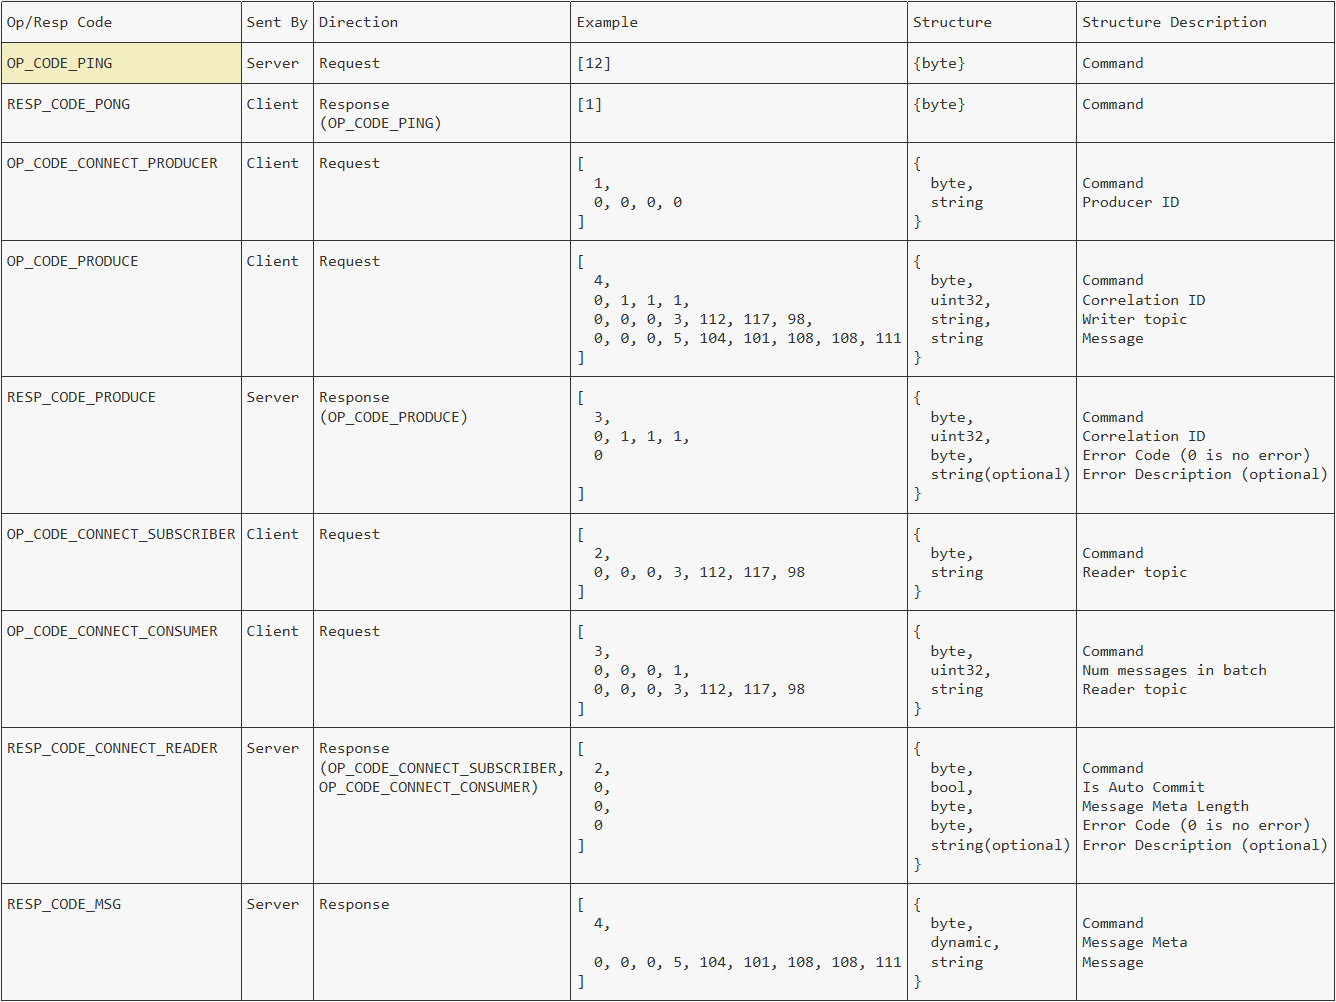 Op/Resp Code Sent By Direction Example Structure Structure Description
OP_CODE_PING Server Request [12] {byte} Command
RESP_CODE_PONG Client Response [1] {byte} Command
(OP_CODE_PING)
OP_CODE_CONNECT_PRODUCER Client Request [ {
1, byte, Command
0, 0, 0, 0 string Producer ID
] }
OP_CODE_PRODUCE Client Request [ {
4, byte, Command
0, 1, 1, 1, uint32, Correlation ID
0, 0, 0, 3, 112, 117, 98, string, Writer topic
0, 0, 0, 5, 104, 101, 108, 108, 111 string Message
] }
RESP_CODE_PRODUCE Server Response [ {
(OP_CODE_PRODUCE) 3, byte, Command
0, 1, 1, 1, uint32, Correlation ID
0 byte, Error Code (0 is no error)
string(optional) Error Description (optional)
] }
OP_CODE_CONNECT_SUBSCRIBER Client Request [ {
2, byte, Command
0, 0, 0, 3, 112, 117, 98 string Reader topic
] }
OP_CODE_CONNECT_CONSUMER Client Request [ {
3, byte, Command
0, 0, 0, 1, uint32, Num messages in batch
0, 0, 0, 3, 112, 117, 98 string Reader topic
] }
RESP_CODE_CONNECT_READER Server Response [ {
(OP_CODE_CONNECT_SUBSCRIBER, 2, byte, Command
OP_CODE_CONNECT_CONSUMER) 0, bool, Is Auto Commit
0, byte, Message Meta Length
0 byte, Error Code (0 is no error)
] string(optional) Error Description (optional)
}
RESP_CODE_MSG Server Response [ {
4, byte, Command
dynamic, Message Meta
0, 0, 0, 5, 104, 101, 108, 108, 111 string Message
] }